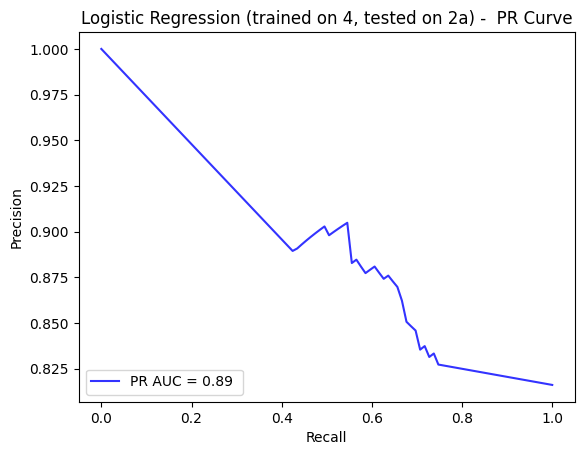 Logistic Regression (trained on 4, tested on 2a) -  PR Curve
1.000
0.975
0.950
0.925
0.900
0.875
0.850
0.825
Precision
PR AUC = 0.89
0.0 0.2 0.4 0.6 0.8 1.0
Recall